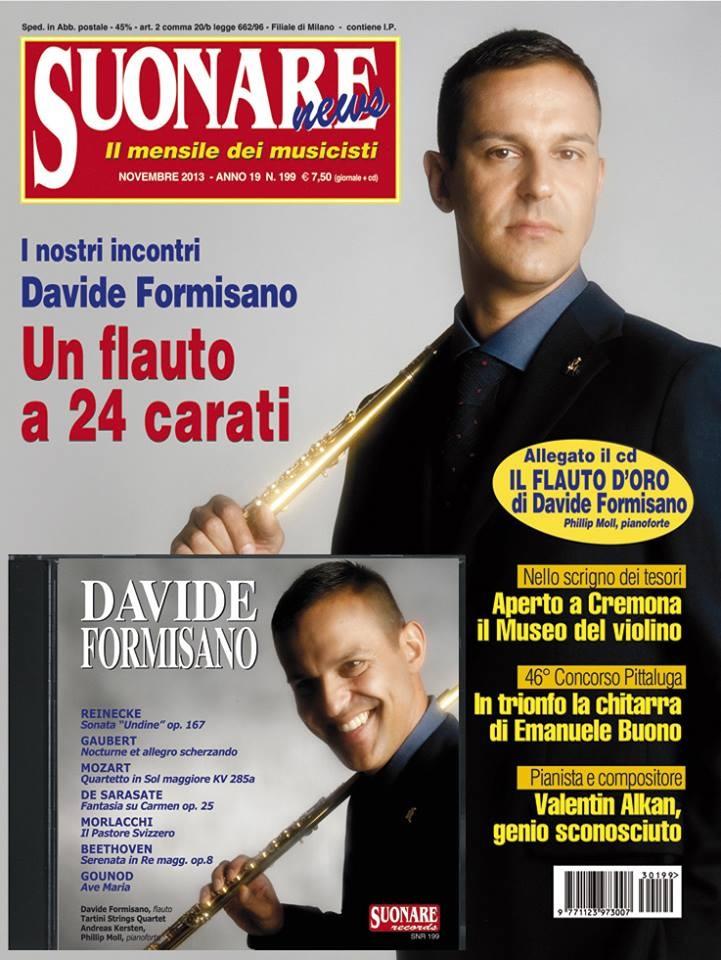 Sped. in Abb. postale - 45% - art. 2 comma 20/b legge 662/96 - Filiale di Milano - contiene I.P.
SUONARE
news
Il mensile dei musicisti
NOVEMBRE 2013 - ANNO 19 N. 199 € 7,50 (giornale + cd)
I nostri incontri
Davide Formisano
Un flauto
a 24 carati
Allegato il cd
IL FLAUTO D'ORO
di Davide Formisano
Phillip Moll, pianoforte
Nello scrigno dei tesori
Aperto a Cremona
il Museo del violino
46° Concorso Pittaluga
In trionfo la chitarra
di Emanuele Buono
Pianista e compositore
Valentin Alkan,
genio sconosciuto
30199>
9 771123 973007
DAVIDE
FORMISANO
REINECKE
Sonata "Undine" op. 167
GAUBERT
Nocturne et allegro scherzando
MOZART
Quartetto in Sol maggiore KV 285a
DE SARASATE
Fantasia su Carmen op. 25
MORLACCHI
Il Pastore Svizzero
BEETHOVEN
Serenata in Re magg. op.8
GOUNOD
Ave Maria
Davide Formisano, flauto
Tartini Strings Quartet
Andreas Kersten,
Phillip Moll, pianoforte
SUONARE
records
SNR 199